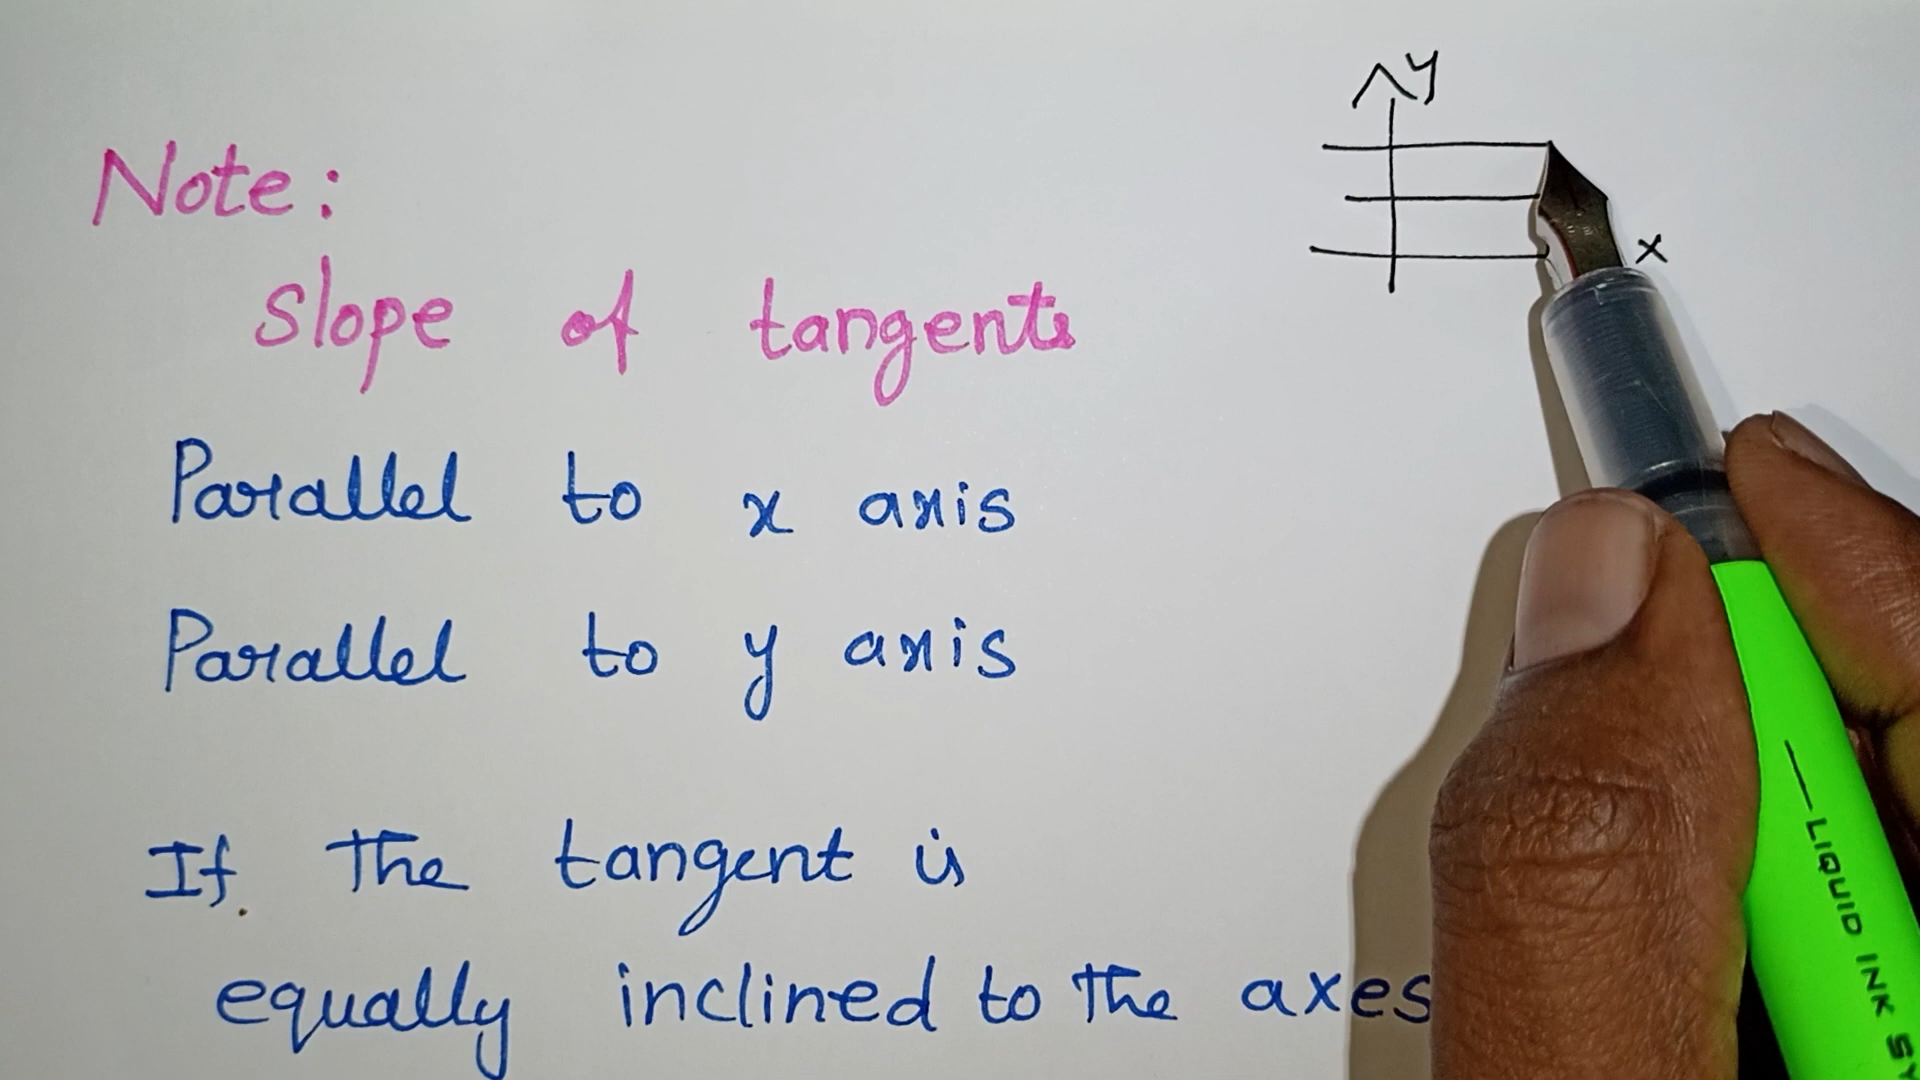 y
x
Note:
Slope of tangents
Parallel to x axis
Parallel to y axis
If the tangent is
equally inclined to the axes
LIQUID INK